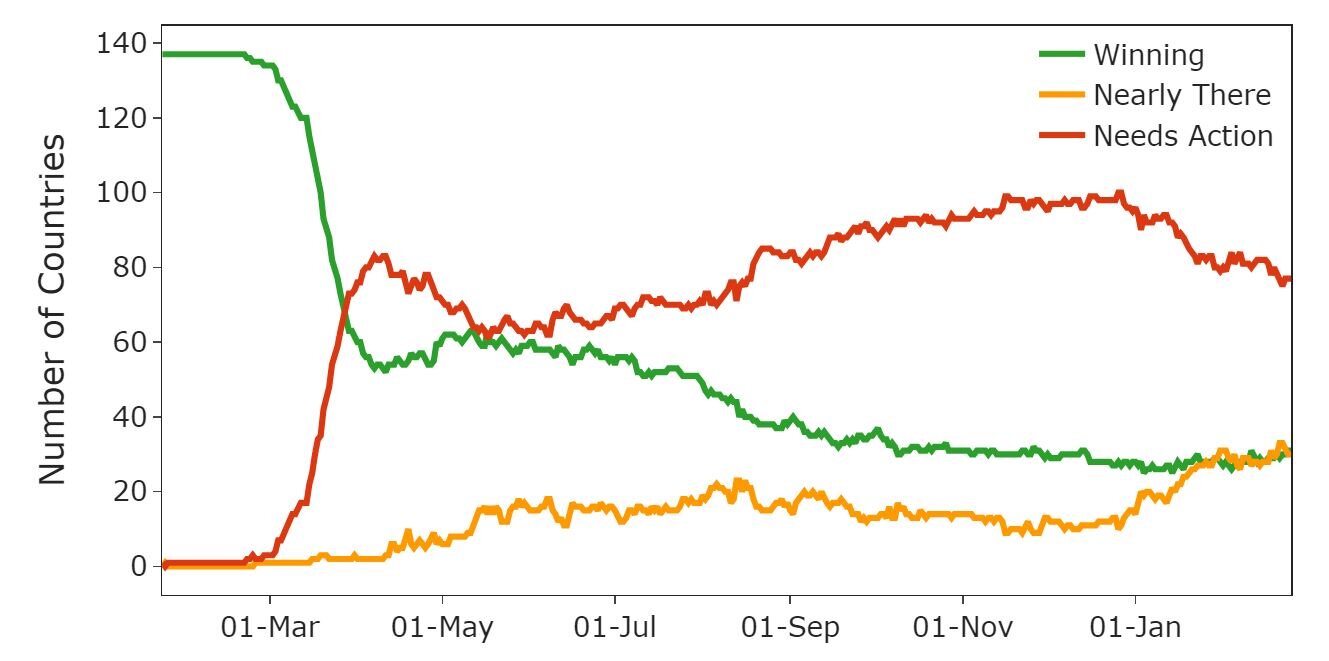 Number of Countries
140
120
100
80
60
40
20
0
Winning
Nearly There
Needs Action
01-Mar 01-May 01-Jul 01-Sep 01-Nov 01-Jan